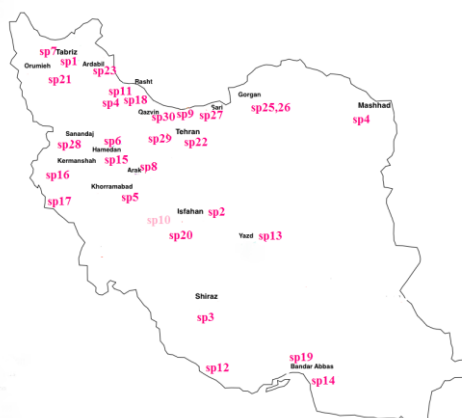 sp7 Tabriz
sp1
Orumieh Ardabil
sp23
sp21
Rasht
sp11
sp4 sp18
Gorgan
Sari
sp25,26
Mashhad
sp4
Qazvin sp30 sp9 sp27
Sanandaj
Tehran
sp28 sp6 sp29 sp22
Hamedan
Kermanshah sp15
Arak sp8
sp16
Khorramabad
sp5
sp17
Isfahan sp2
sp10
sp20 Yazd sp13
Shiraz
sp3
sp19
Bandar Abbas
sp12
sp14